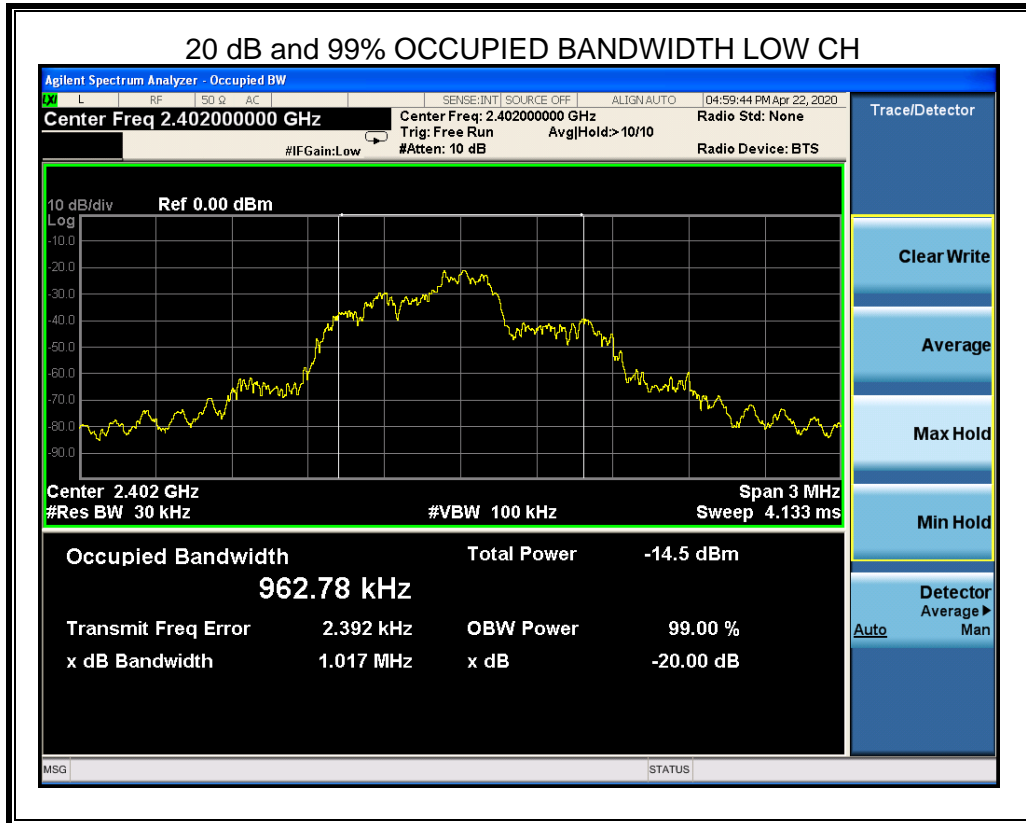 20 dB and 99% OCCUPIED BANDWIDTH LOW CH
Agilent Spectrum Analyzer - Occupied BW
LXI L RF 50 Ω AC SENSE:INT SOURCE OFF ALIGN AUTO 04:59:44 PM Apr 22, 2020
Center Freq 2.402000000 GHz
Center Freq: 2.402000000 GHz Radio Std: None
Trig: Free Run Avg|Hold:>10/10
#IFGain:Low #Atten: 10 dB Radio Device: BTS
Trace/Detector
10 dB/div Ref 0.00 dBm
Log
-10.0
-20.0
-30.0
-40.0
-50.0
-60.0
-70.0
-80.0
-90.0
Center 2.402 GHz Span 3 MHz
#Res BW 30 kHz #VBW 100 kHz Sweep 4.133 ms
Occupied Bandwidth Total Power -14.5 dBm
962.78 kHz
Transmit Freq Error 2.392 kHz OBW Power 99.00 %
x dB Bandwidth 1.017 MHz x dB -20.00 dB
Clear Write
Average
Max Hold
Min Hold
Detector
Average▶
Auto Man
MSG STATUS